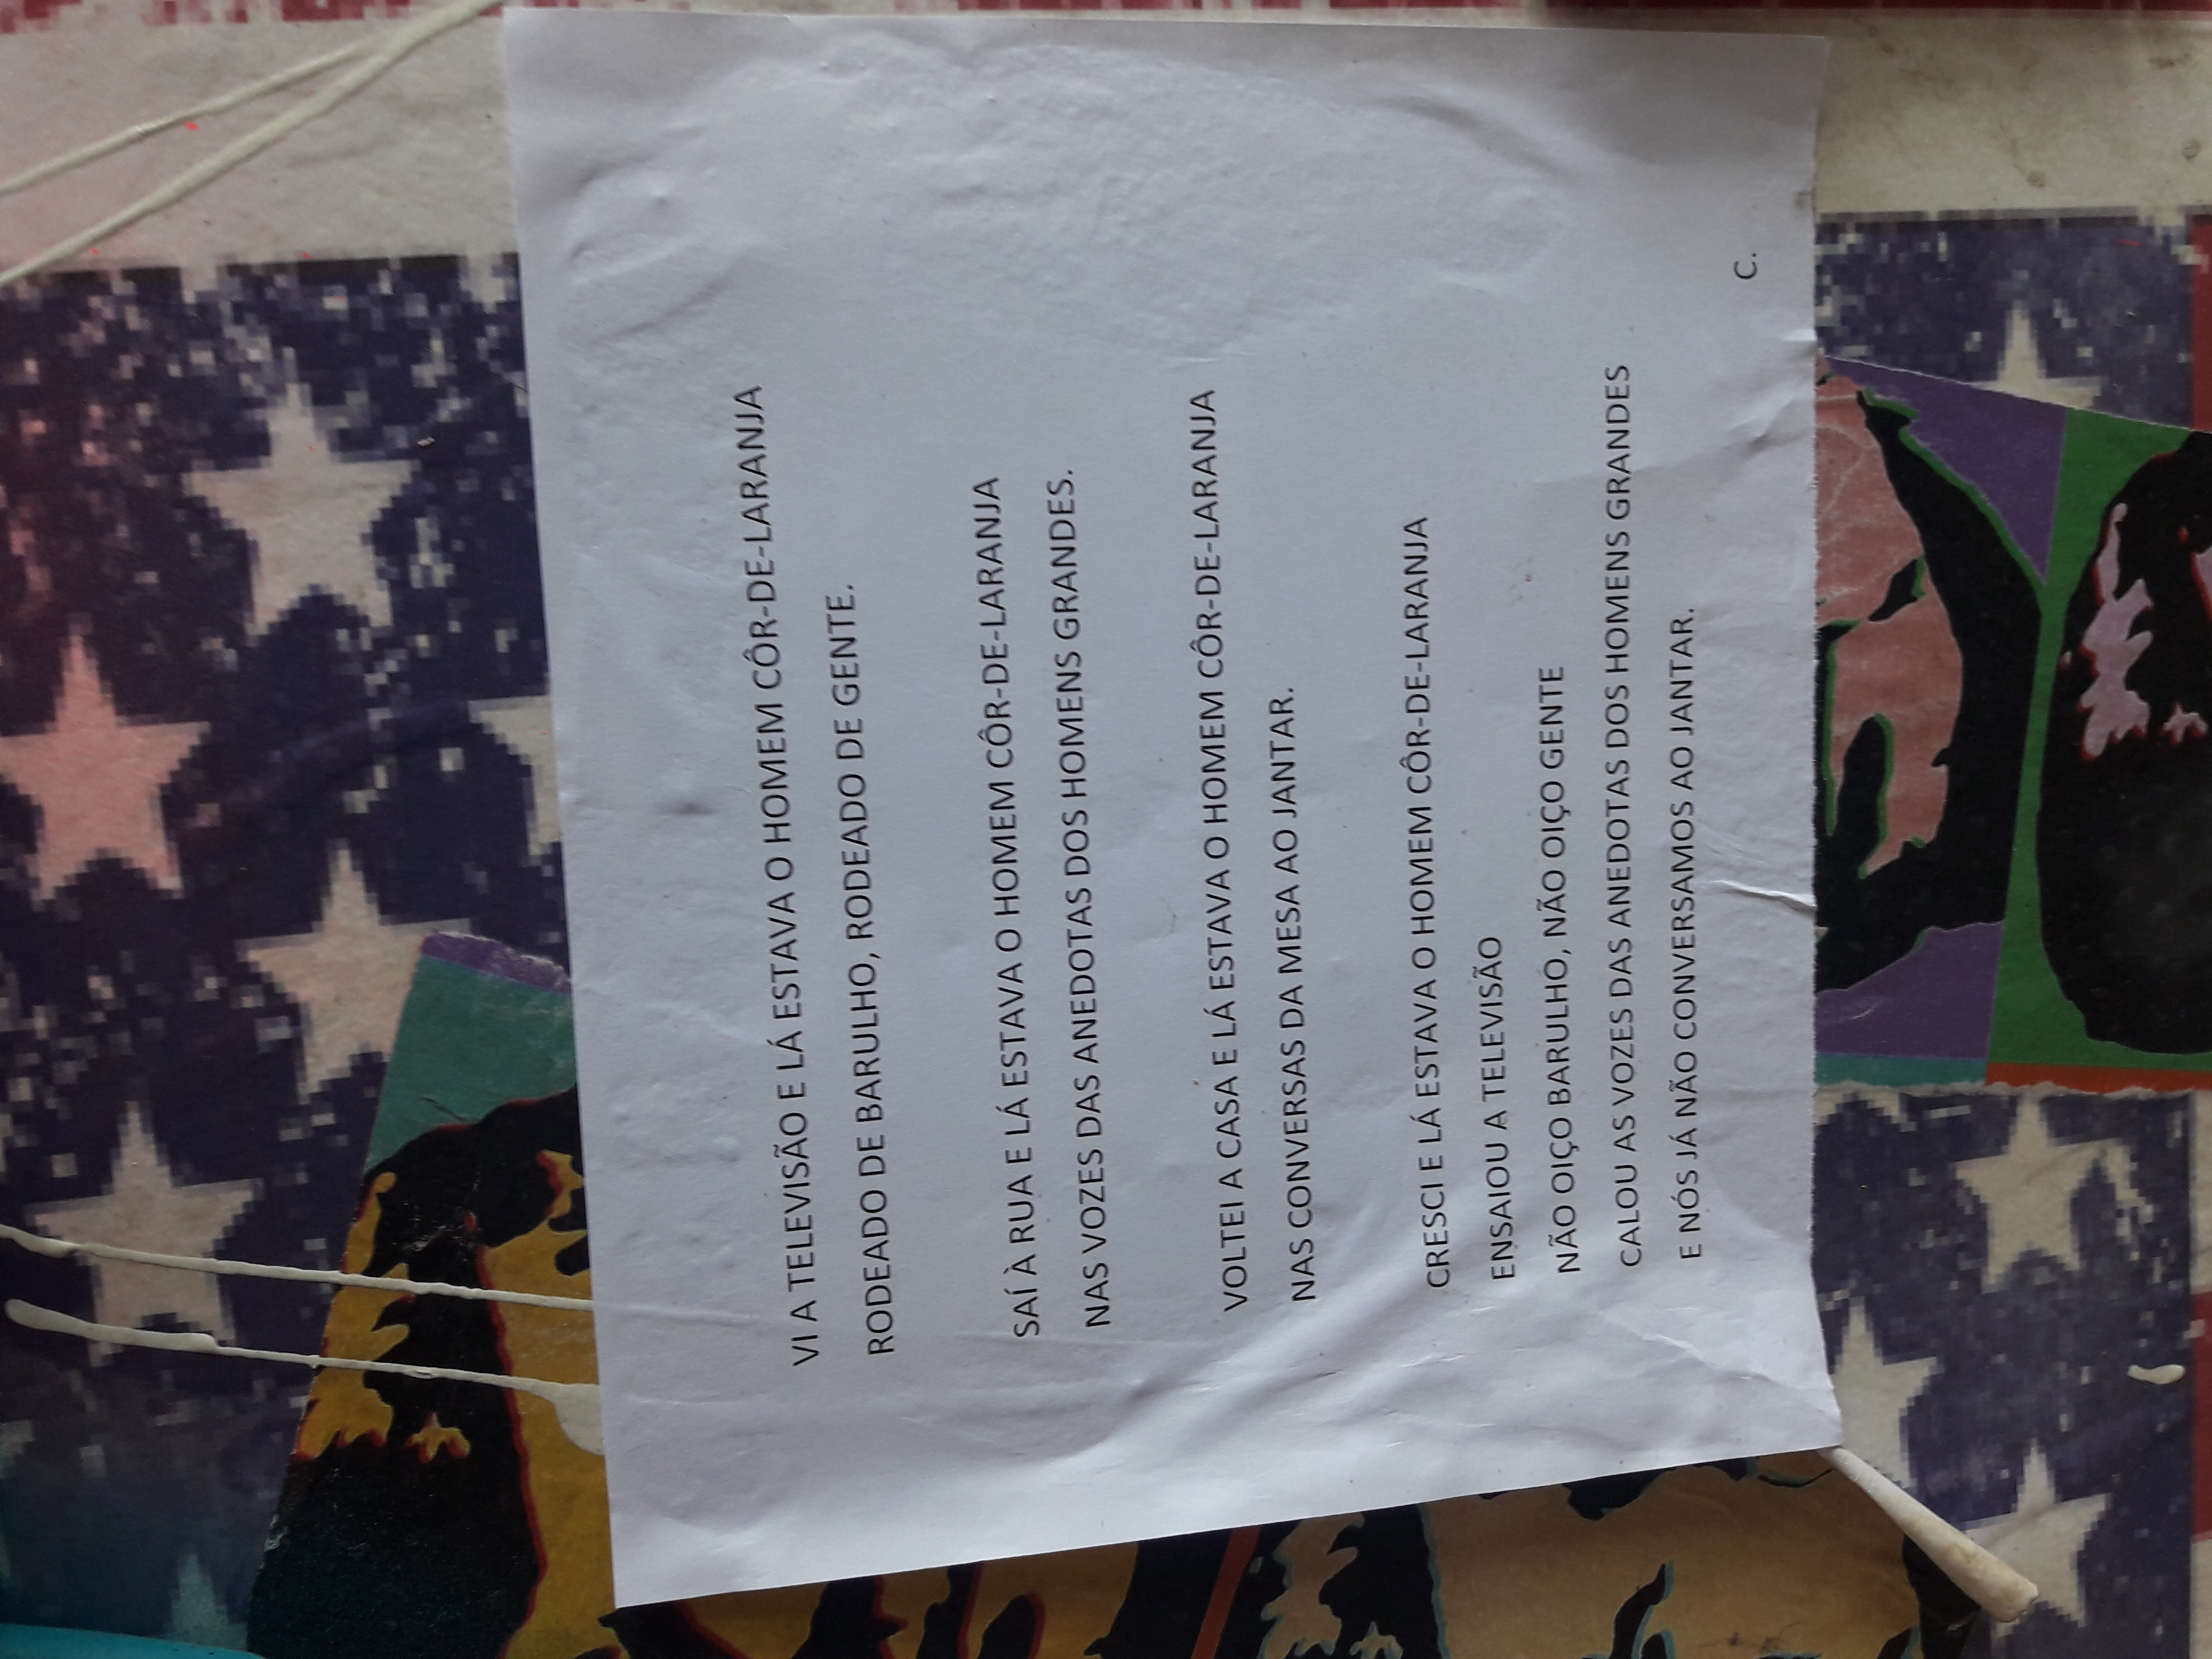 VI A TELEVISÃO E LÁ ESTAVA O HOMEM CÔR-DE-LARANJA
RODEADO DE BARULHO, RODEADO DE GENTE.
SAÍ À RUA E LÁ ESTAVA O HOMEM CÔR-DE-LARANJA
NAS VOZES DAS ANEDOTAS DOS HOMENS GRANDES.
VOLTEI A CASA E LÁ ESTAVA O HOMEM CÔR-DE-LARANJA
NAS CONVERSAS DA MESA AO JANTAR.
CRESCI E LÁ ESTAVA O HOMEM CÔR-DE-LARANJA
ENSAIOU A TELEVISÃO
NÃO OIÇO BARULHO, NÃO OIÇO GENTE
CALOU AS VOZES DAS ANEDOTAS DOS HOMENS GRANDES
E NÓS JÁ NÃO CONVERSAMOS AO JANTAR.
C.